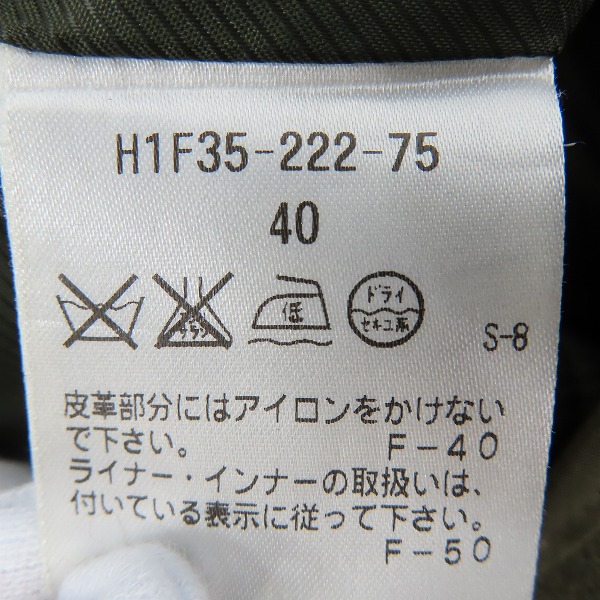 H1F35-222-75
40
低
ドライ
セキユ系
S-8
皮革部分にはアイロンをかけない
で下さい。 F-40
ライナー・インナーの取扱いは、
付いている表示に従って下さい。
F-50